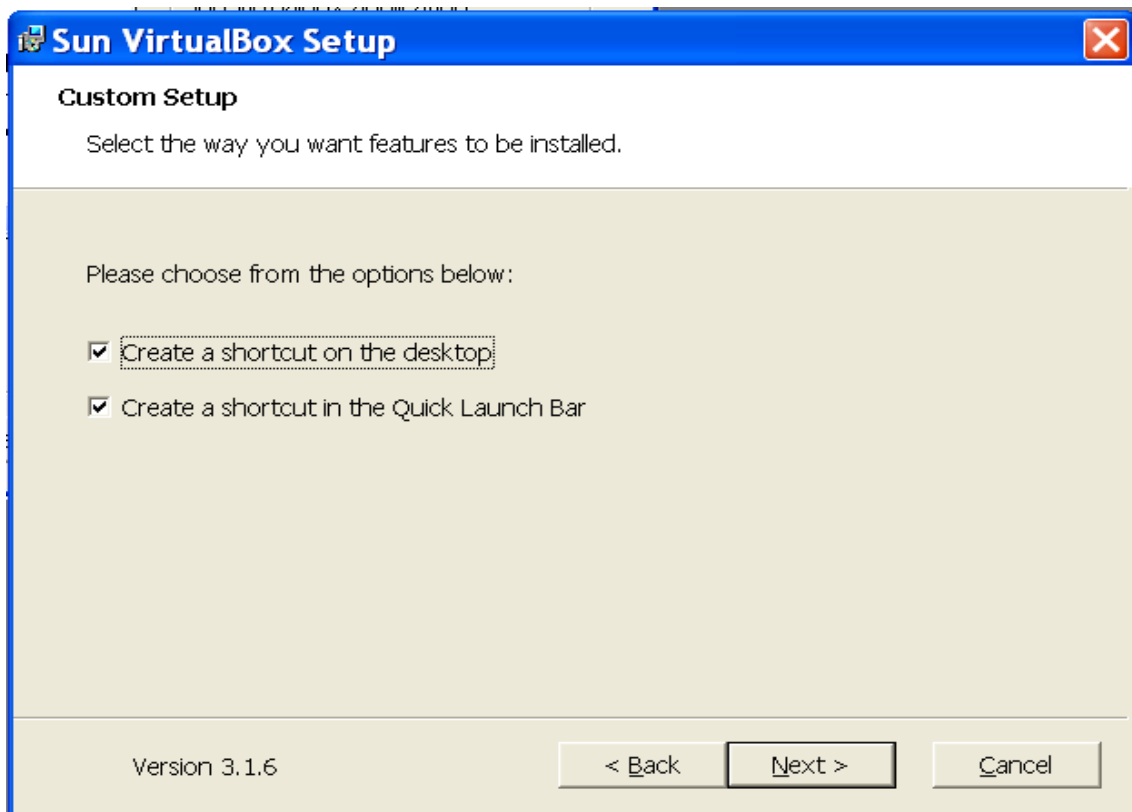 Sun VirtualBox Setup
Custom Setup
Select the way you want features to be installed.
Please choose from the options below:
Create a shortcut on the desktop
Create a shortcut in the Quick Launch Bar
Version 3.1.6
< Back
Next >
Cancel